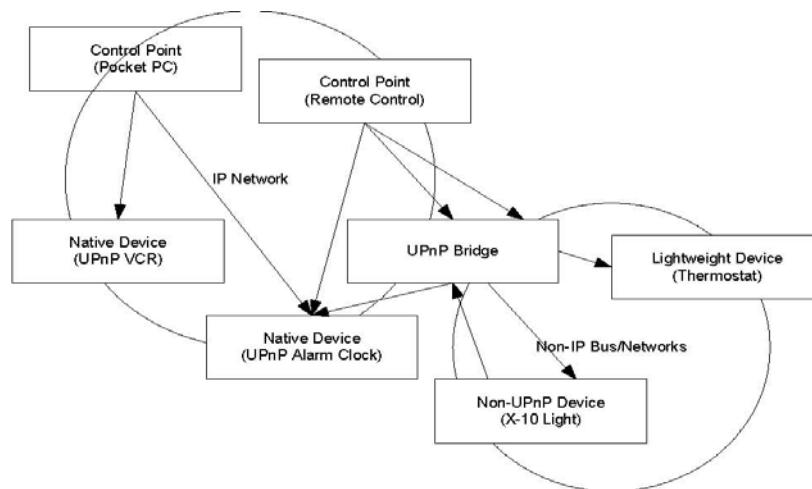 Control Point
(Pocket PC)
Control Point
(Remote Control)
IP Network
Native Device
(UPnP VCR)
UPnP Bridge
Lightweight Device
(Thermostat)
Native Device
(UPnP Alarm Clock)
Non-IP Bus/Networks
Non-UPnP Device
(X-10 Light)